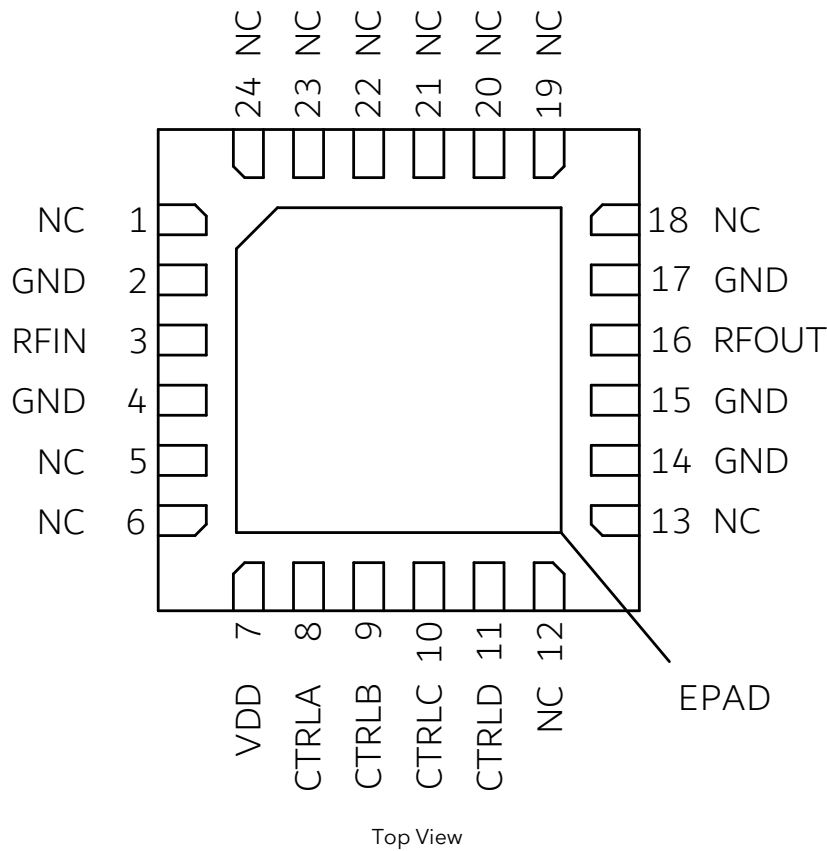 NC NC NC NC NC NC
24 23 22 21 20 19
NC 1
18 NC
GND 2
17 GND
RFIN 3
16 RFOUT
GND 4
15 GND
NC 5
14 GND
NC 6
13 NC
7 8 9 10 11 12
VDD CTRLA CTRLB CTRLC CTRLD NC
EPAD
Top View